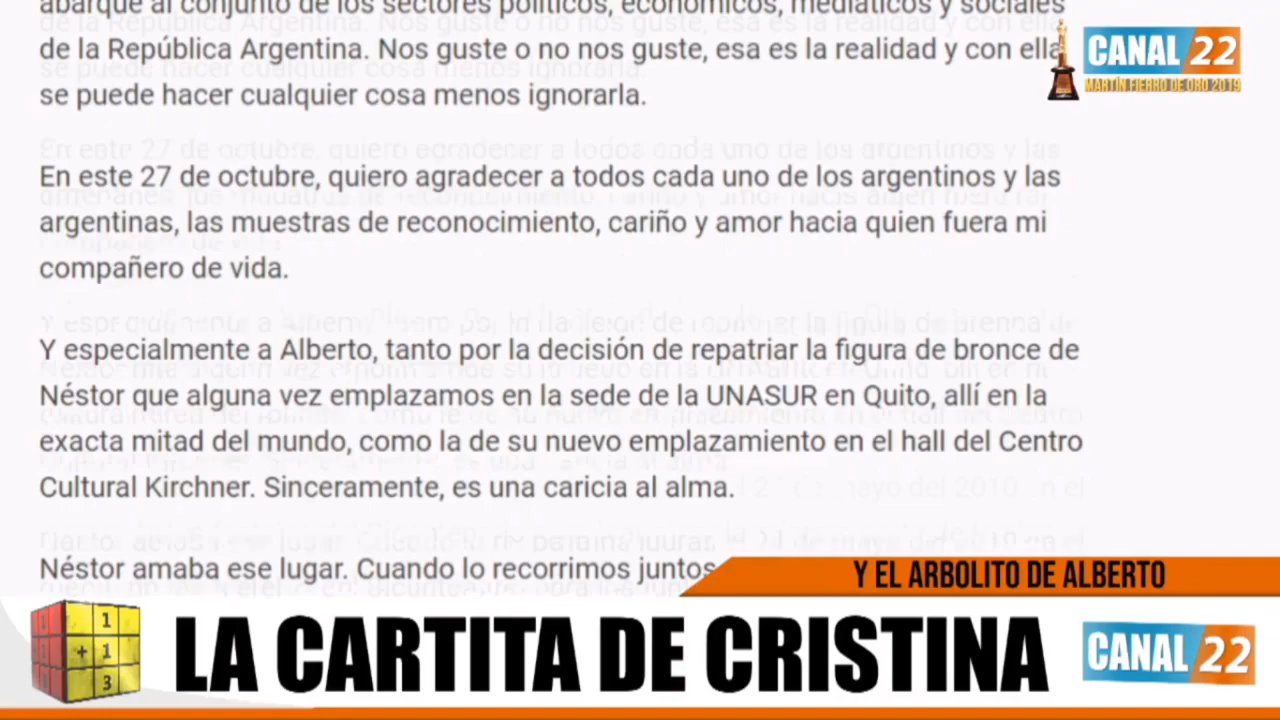 abarque al conjunto de los sectores políticos, económicos, mediáticos y sociales
de la República Argentina. Nos guste o no nos guste, esa es la realidad y con ella
se puede hacer cualquier cosa menos ignorarla.
CANAL 22
MARTÍN FIERRO DE ORO 2019
En este 27 de octubre, quiero agradecer a todos cada uno de los argentinos y las
argentinas, las muestras de reconocimiento, cariño y amor hacia quien fuera mi
compañero de vida.
Y especialmente a Alberto, tanto por la decisión de repatriar la figura de bronce de
Néstor que alguna vez emplazamos en la sede de la UNASUR en Quito, allí en la
exacta mitad del mundo, como la de su nuevo emplazamiento en el hall del Centro
Cultural Kirchner. Sinceramente, es una caricia al alma.
Néstor amaba ese lugar. Cuando lo recorrimos juntos
Y EL ARBOLITO DE ALBERTO
1
+ 1
3
LA CARTITA DE CRISTINA
CANAL 22